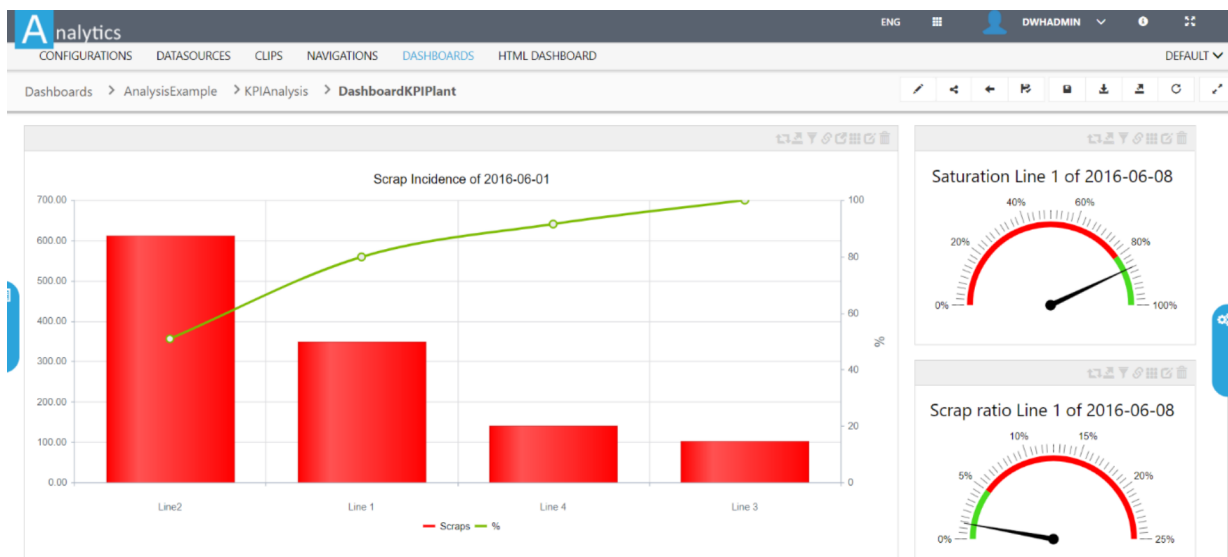 Analytics
ENG
DWHADMIN
CONFIGURATIONS DATASOURCES CLIPS NAVIGATIONS DASHBOARDS HTML DASHBOARD
DEFAULT
Dashboards > AnalysisExample > KPIAnalysis > DashboardKPIPlant
Scrap Incidence of 2016-06-01
700.00
600.00
500.00
400.00
300.00
200.00
100.00
0.00
100
80
60
40
20
0
%
Line2 Line 1 Line 4 Line 3
Scraps %
Saturation Line 1 of 2016-06-08
0%
20%
40%
60%
80%
100%
Scrap ratio Line 1 of 2016-06-08
0%
5%
10%
15%
20%
25%